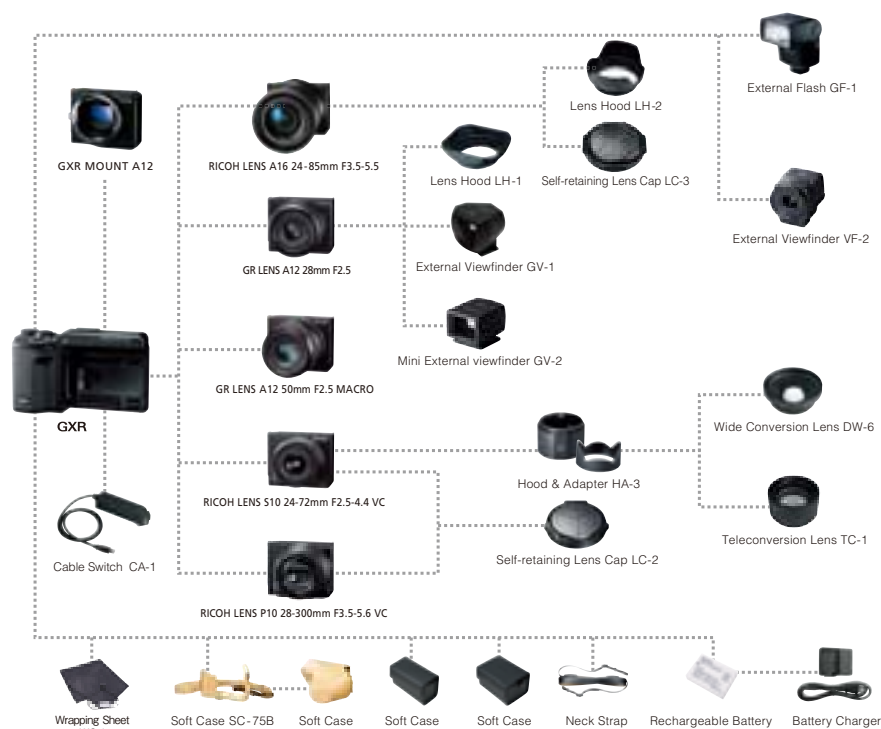 External Flash GF-1
Lens Hood LH-2
GXR MOUNT A12
RICOH LENS A16 24-85mm F3.5-5.5
Lens Hood LH-1
Self-retaining Lens Cap LC-3
External Viewfinder VF-2
GR LENS A12 28mm F2.5
External Viewfinder GV-1
Mini External viewfinder GV-2
GR LENS A12 50mm F2.5 MACRO
GXR
Wide Conversion Lens DW-6
Hood & Adapter HA-3
RICOH LENS S10 24-72mm F2.5-4.4 VC
Teleconversion Lens TC-1
Self-retaining Lens Cap LC-2
Cable Switch CA-1
RICOH LENS P10 28-300mm F3.5-5.6 VC
Wrapping Sheet
Soft Case SC-75B
Soft Case
Soft Case
Soft Case
Neck Strap
Rechargeable Battery
Battery Charger